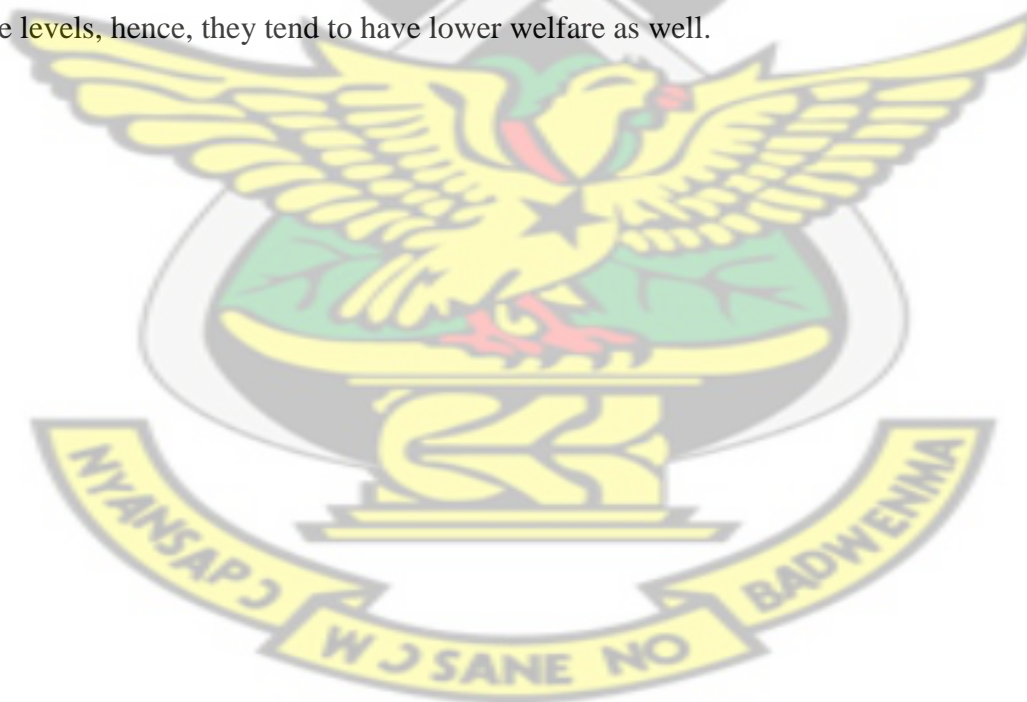 e levels, hence, they tend to have lower welfare as well.
NYANSAPƆ
WƆ SANE NO
BADWENMA